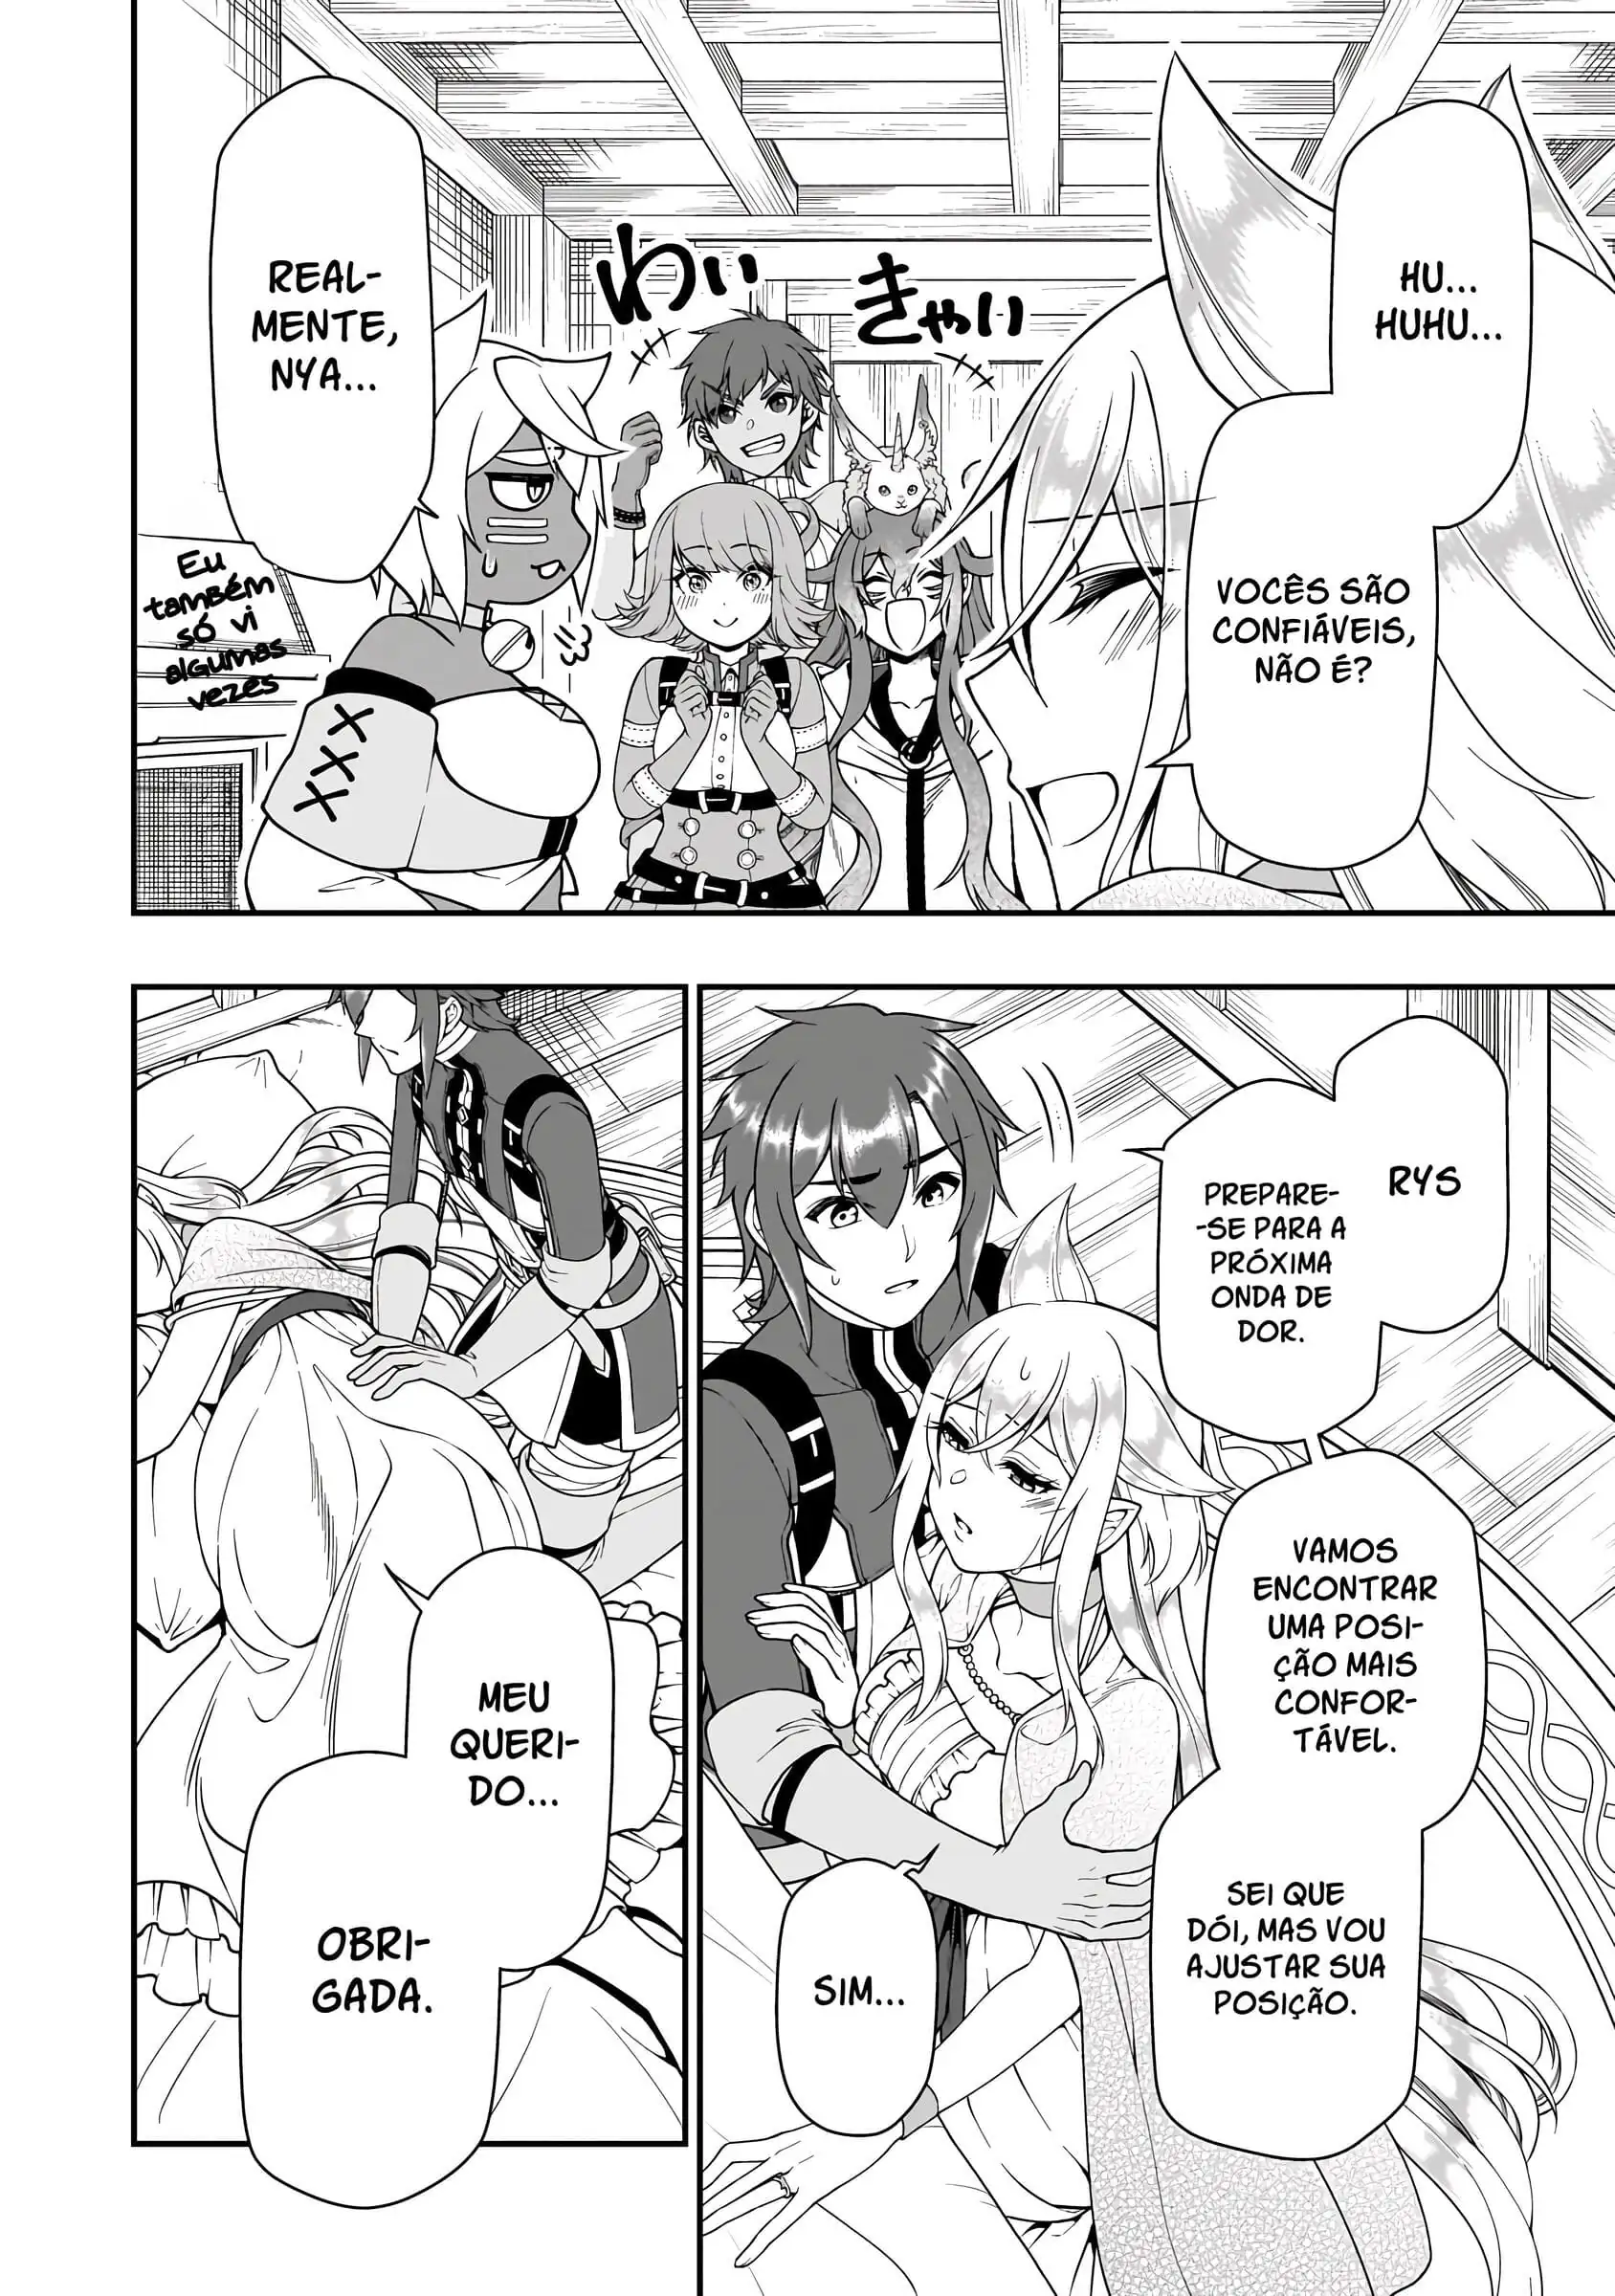 HU...
HUHU...
VOCÊS SÃO
CONFIÁVEIS,
NÃO É?
きゃい
わい
REAL-
MENTE,
NYA...
Eu
também
só vi
algumas
vezes
RYS
PREPARE-
-SE PARA A
PRÓXIMA
ONDA DE
DOR.
VAMOS
ENCONTRAR
UMA POSI-
ÇÃO MAIS
CONFOR-
TÁVEL.
SEI QUE
DÓI, MAS VOU
AJUSTAR SUA
POSIÇÃO.
SIM...
MEU
QUERI-
DO...
OBRI-
GADA.